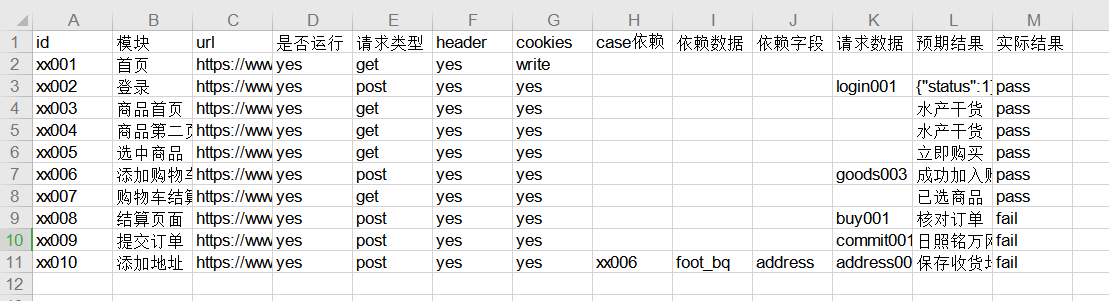 A B C D E F G H I J K L M
1 id 模块 url 是否运行 请求类型 header cookies case依赖 依赖数据 依赖字段 请求数据 预期结果 实际结果
2 xx001 首页 https://www yes get yes write
3 xx002 登录 https://www yes post yes yes login001 {"status":1 pass
4 xx003 商品首页 https://www yes get yes yes 水产干货 pass
5 xx004 商品第二页 https://www yes get yes yes 水产干货 pass
6 xx005 选中商品 https://www yes get yes yes 立即购买 pass
7 xx006 添加购物车 https://www yes post yes yes goods003 成功加入购 pass
8 xx007 购物车结算 https://www yes get yes yes 已选商品 pass
9 xx008 结算页面 https://www yes post yes yes buy001 核对订单 fail
10 xx009 提交订单 https://www yes post yes yes commit001 日照铭万网 fail
11 xx010 添加地址 https://www yes post yes yes xx006 foot_bq address address00 保存收货地 fail
12